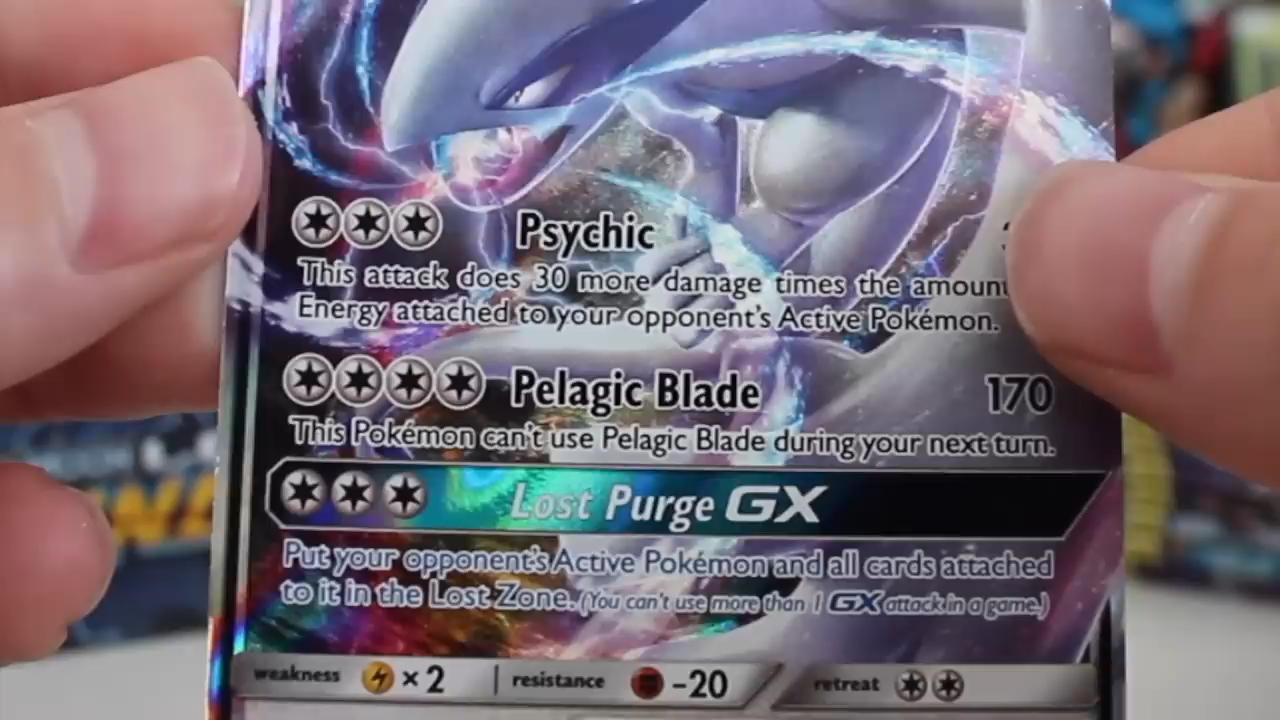 Psychic
This attack does 30 more damage times the amount
Energy attached to your opponent's Active Pokémon.
Pelagic Blade 170
This Pokémon can't use Pelagic Blade during your next turn.
Lost Purge GX
Put your opponent's Active Pokémon and all cards attached
to it in the Lost Zone. (You can't use more than 1 GX attack in a game.)
weakness ×2 resistance -20 retreat